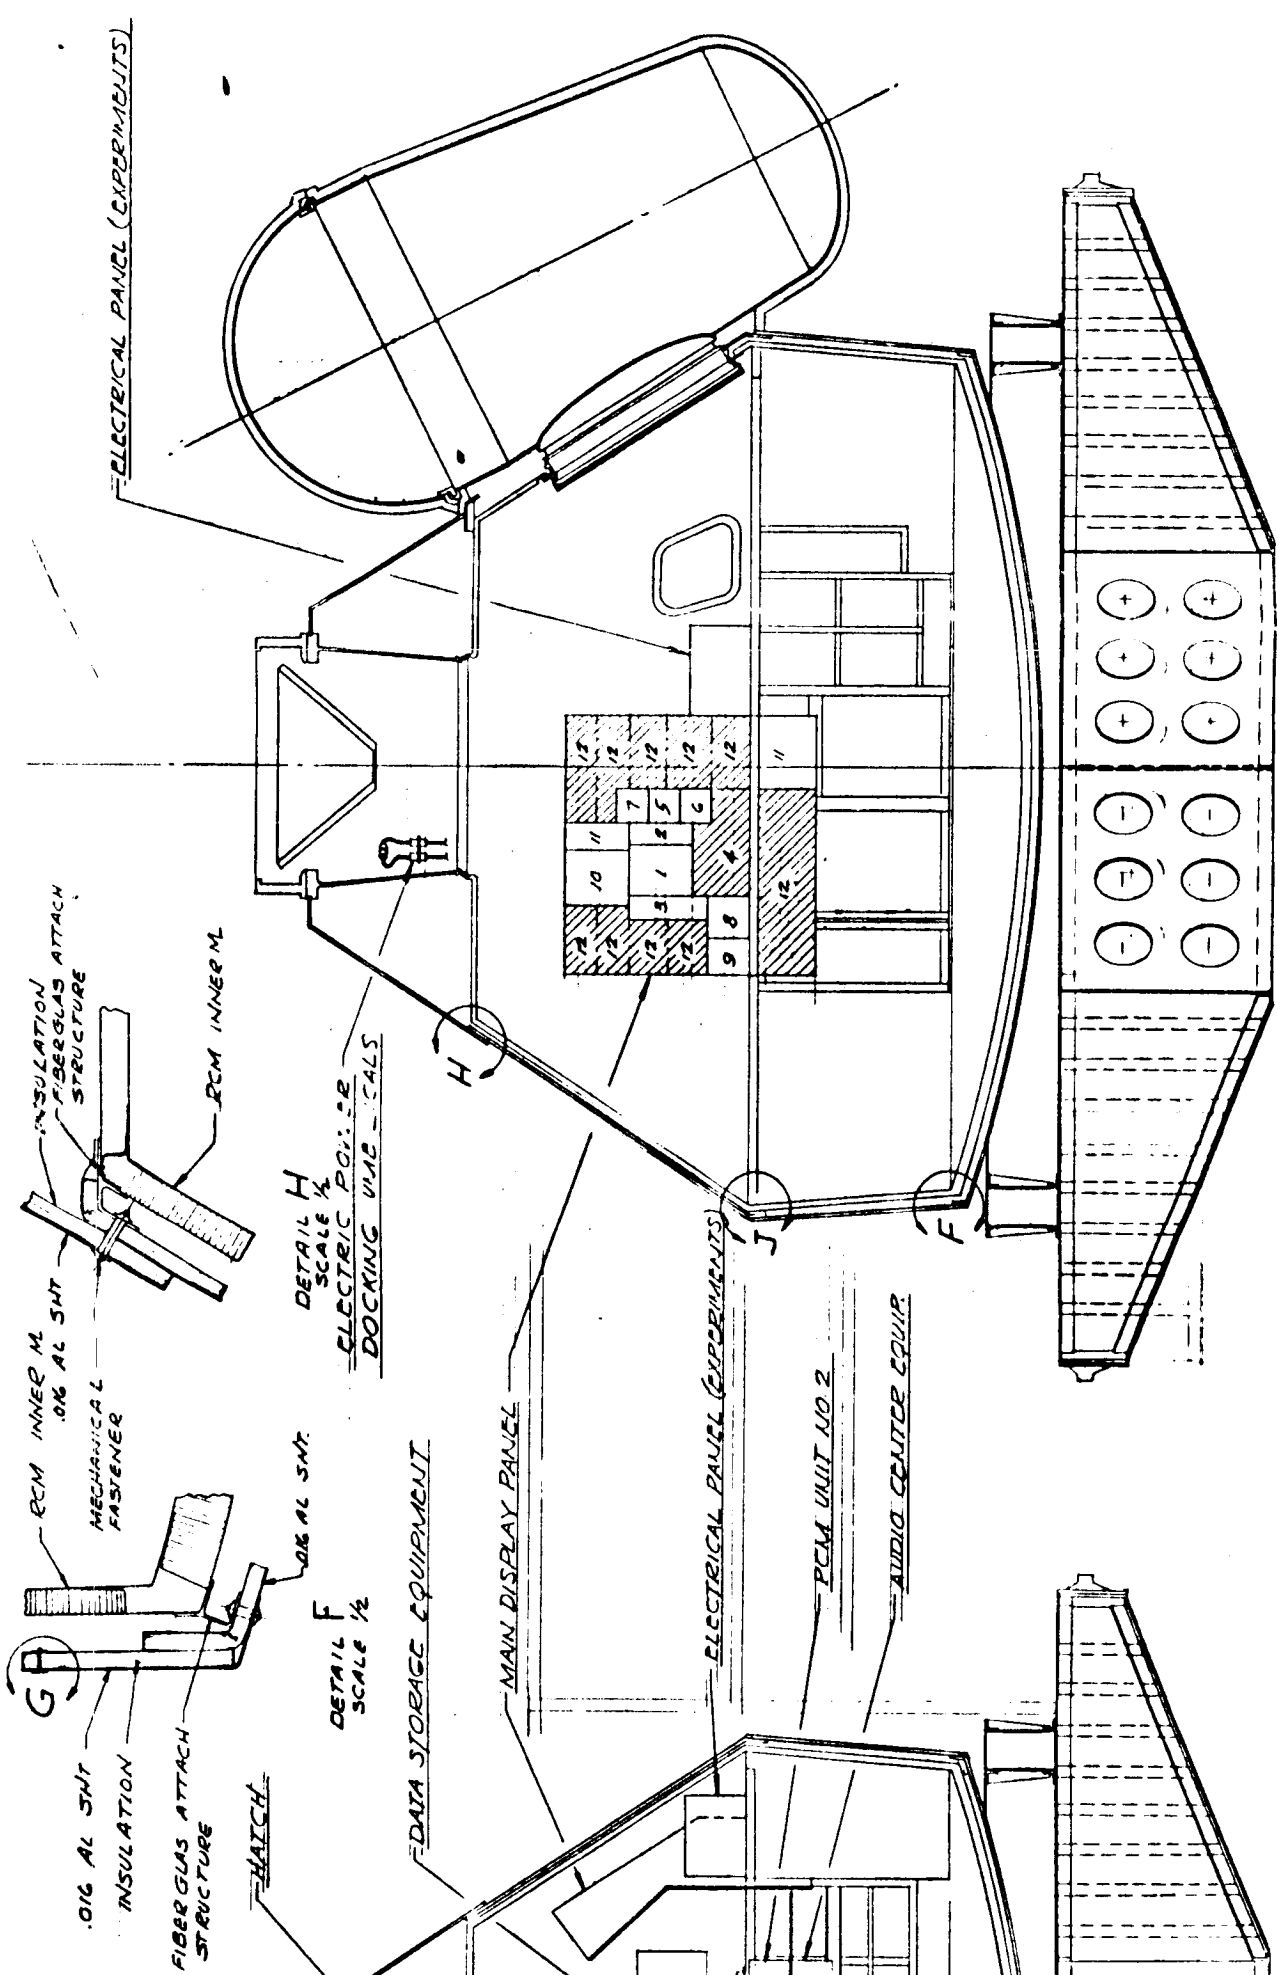 ELECTRICAL PANEL (EXPERIMENTS)
INSULATION
FIBERGLAS ATTACH
STRUCTURE
RCM INNER M
RCM INNER M
.016 AL SHT
MECHANICAL
FASTENER
DETAIL H
SCALE 1/2
ELECTRIC
DOCKING
G
.016 AL SHT
INSULATION
FIBERGLAS ATTACH
STRUCTURE
.016 AL SHT.
DETAIL F
SCALE 1/2
HATCH
DATA STORAGE EQUIPMENT
MAIN DISPLAY PANEL
ELECTRICAL PANEL (EXPERIMENTS)
PCM UNIT NO. 2
AUDIO CENTER EQUIP.
H
J
F
12
12
12
12
12
11
7
5
6
11
2
4
10
1
12
3
8
9
12
12
12
12